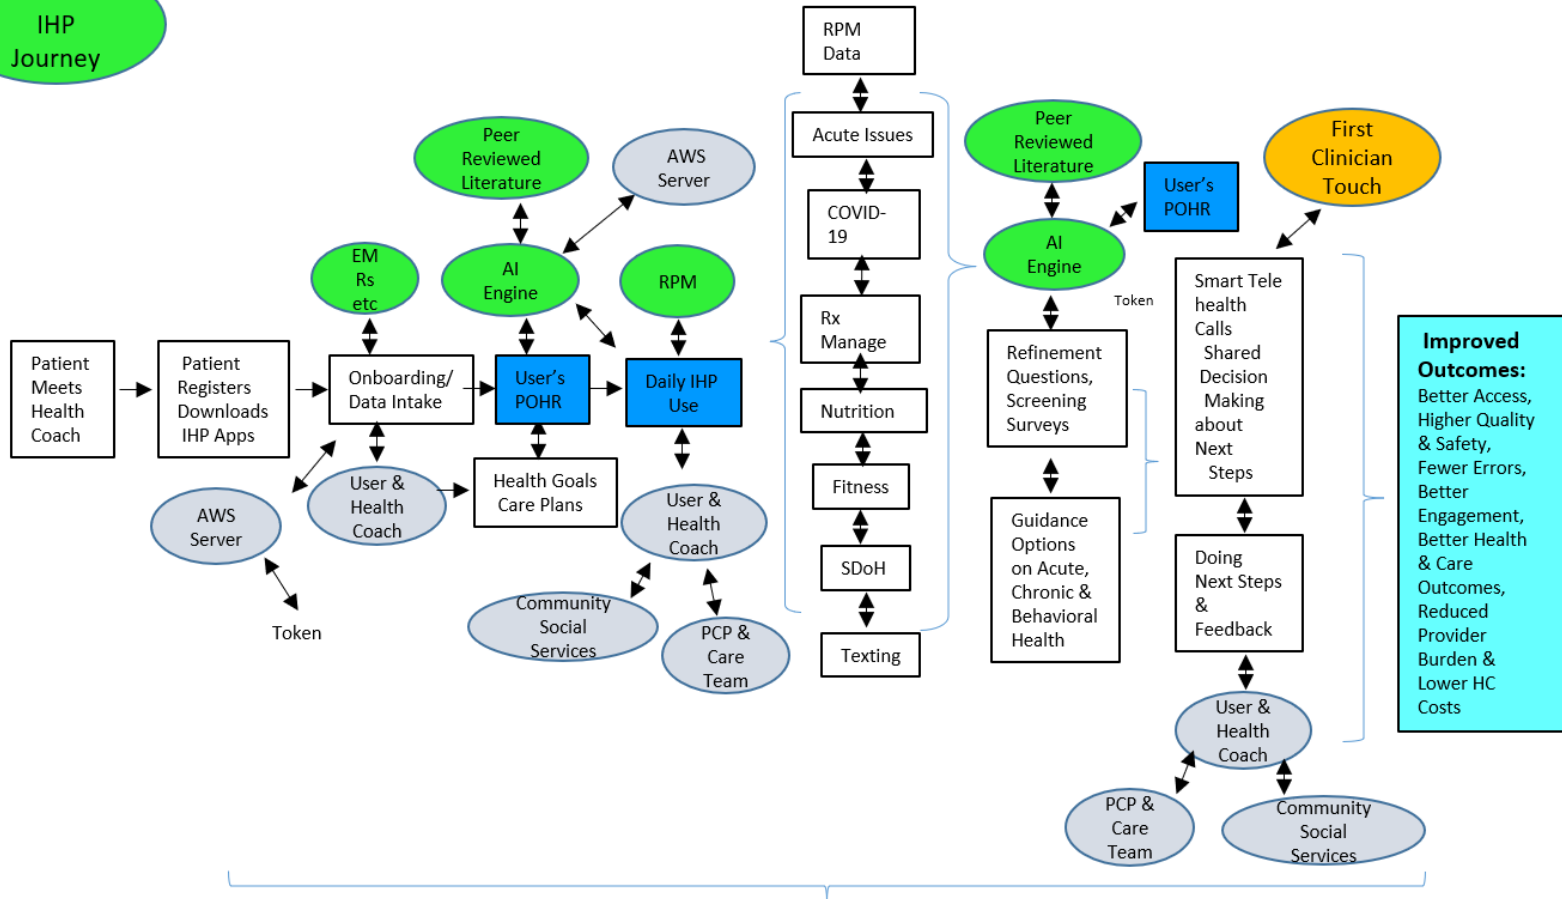 IHP
Journey
RPM
Data
Acute Issues
COVID-
19
Rx
Manage
Nutrition
Fitness
SDoH
Texting
Peer
Reviewed
Literature
AWS
Server
EM
Rs
etc
AI
Engine
RPM
Patient
Meets
Health
Coach
Patient
Registers
Downloads
IHP Apps
Onboarding/
Data Intake
User's
POHR
Daily IHP
Use
AWS
Server
Token
User &
Health
Coach
Health Goals
Care Plans
User &
Health
Coach
Community
Social
Services
PCP &
Care
Team
Peer
Reviewed
Literature
User's
POHR
AI
Engine
Token
Refinement
Questions,
Screening
Surveys
Guidance
Options
on Acute,
Chronic &
Behavioral
Health
First
Clinician
Touch
Smart Tele
health
Calls
Shared
Decision
Making
about
Next
Steps
Doing
Next Steps
&
Feedback
User &
Health
Coach
PCP &
Care
Team
Community
Social
Services
Improved
Outcomes:
Better Access,
Higher Quality
& Safety,
Fewer Errors,
Better
Engagement,
Better Health
& Care
Outcomes,
Reduced
Provider
Burden &
Lower HC
Costs